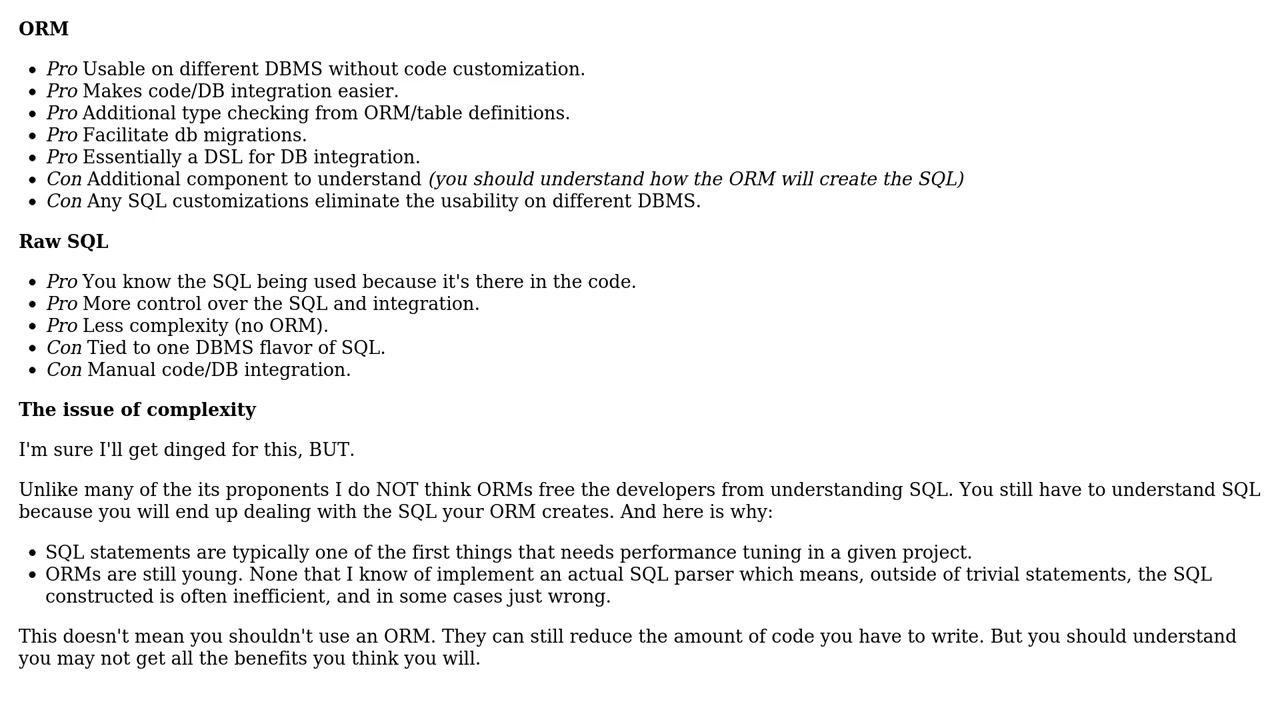 ORM
• Pro Usable on different DBMS without code customization.
• Pro Makes code/DB integration easier.
• Pro Additional type checking from ORM/table definitions.
• Pro Facilitate db migrations.
• Pro Essentially a DSL for DB integration.
• Con Additional component to understand (you should understand how the ORM will create the SQL)
• Con Any SQL customizations eliminate the usability on different DBMS.
Raw SQL
• Pro You know the SQL being used because it's there in the code.
• Pro More control over the SQL and integration.
• Pro Less complexity (no ORM).
• Con Tied to one DBMS flavor of SQL.
• Con Manual code/DB integration.
The issue of complexity
I'm sure I'll get dinged for this, BUT.
Unlike many of the its proponents I do NOT think ORMs free the developers from understanding SQL. You still have to understand SQL
because you will end up dealing with the SQL your ORM creates. And here is why:
• SQL statements are typically one of the first things that needs performance tuning in a given project.
• ORMs are still young. None that I know of implement an actual SQL parser which means, outside of trivial statements, the SQL
constructed is often inefficient, and in some cases just wrong.
This doesn't mean you shouldn't use an ORM. They can still reduce the amount of code you have to write. But you should understand
you may not get all the benefits you think you will.